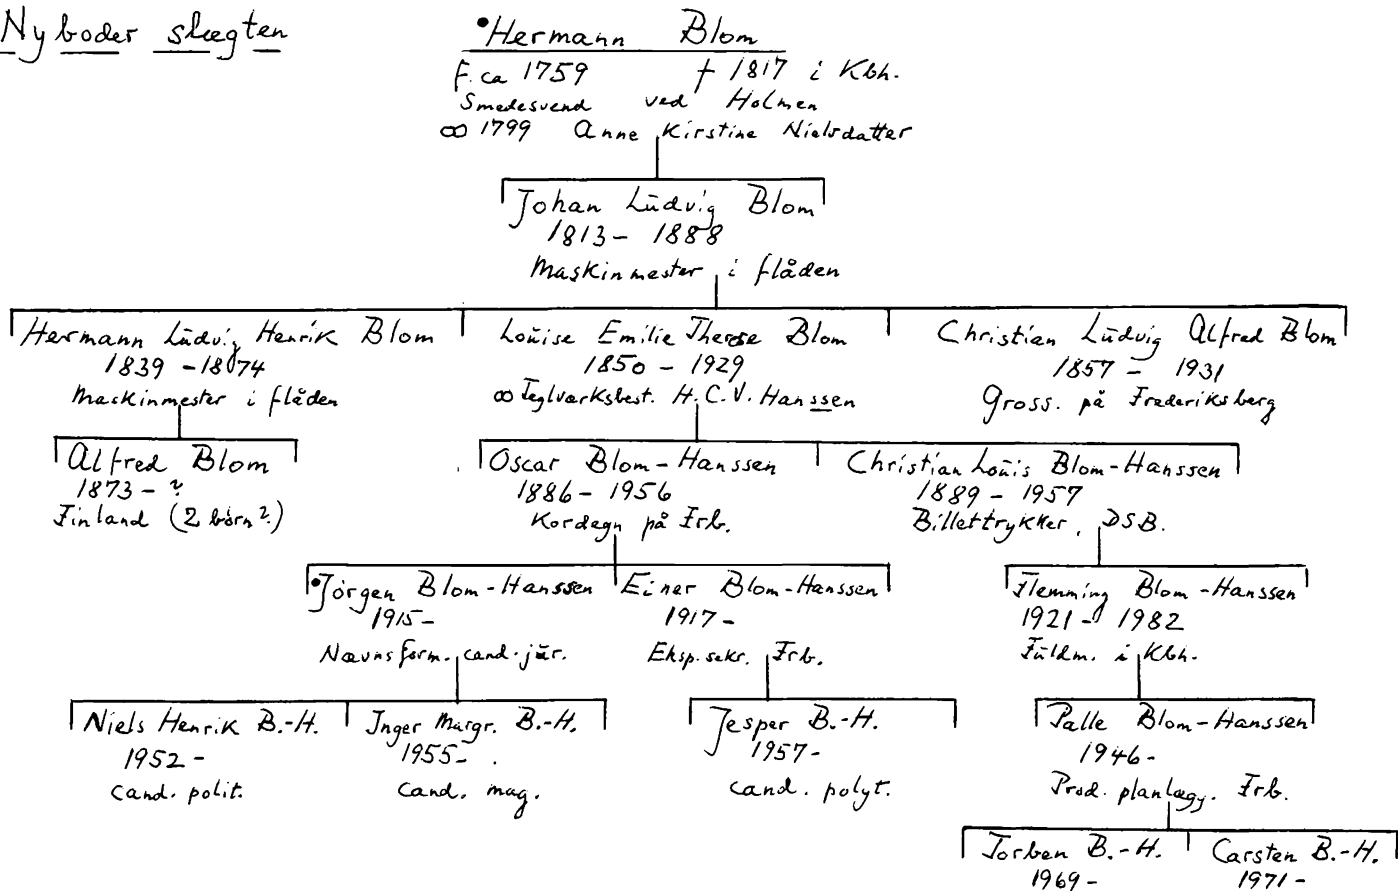 Nyboder slægten
Hermann Blom
f. ca 1759 † 1817 i Kbh.
Smedesvend ved Holmen
∞ 1799 Anne Kirstine Nielsdatter
Johan Ludvig Blom
1813 - 1888
Maskinmester i flåden
Hermann Ludvig Henrik Blom
1839 - 1874
Maskinmester i flåden
Louise Emilie Therese Blom
1850 - 1929
∞ Teglværksbest. H.C.V. Hanssen
Christian Ludvig Alfred Blom
1857 - 1931
Gross. på Frederiksberg
Alfred Blom
1873 - ?
Finland (2 børn?)
Oscar Blom-Hanssen
1886 - 1956
Kordegn på Frb.
Christian Louis Blom-Hanssen
1889 - 1957
Billettrykker, DSB.
Jörgen Blom-Hanssen
1915 -
Nævnsform. cand. jur.
Einer Blom-Hanssen
1917 -
Eksp. sekr. Frb.
Flemming Blom-Hanssen
1921 - 1982
Fuldm. i Kbh.
Niels Henrik B.-H.
1952 -
cand. polit.
Inger Margr. B.-H.
1955 -
cand. mag.
Jesper B.-H.
1957 -
cand. polyt.
Palle Blom-Hanssen
1946 -
Prod. planlægg. Frb.
Torben B.-H.
1969 -
Carsten B.-H.
1971 -